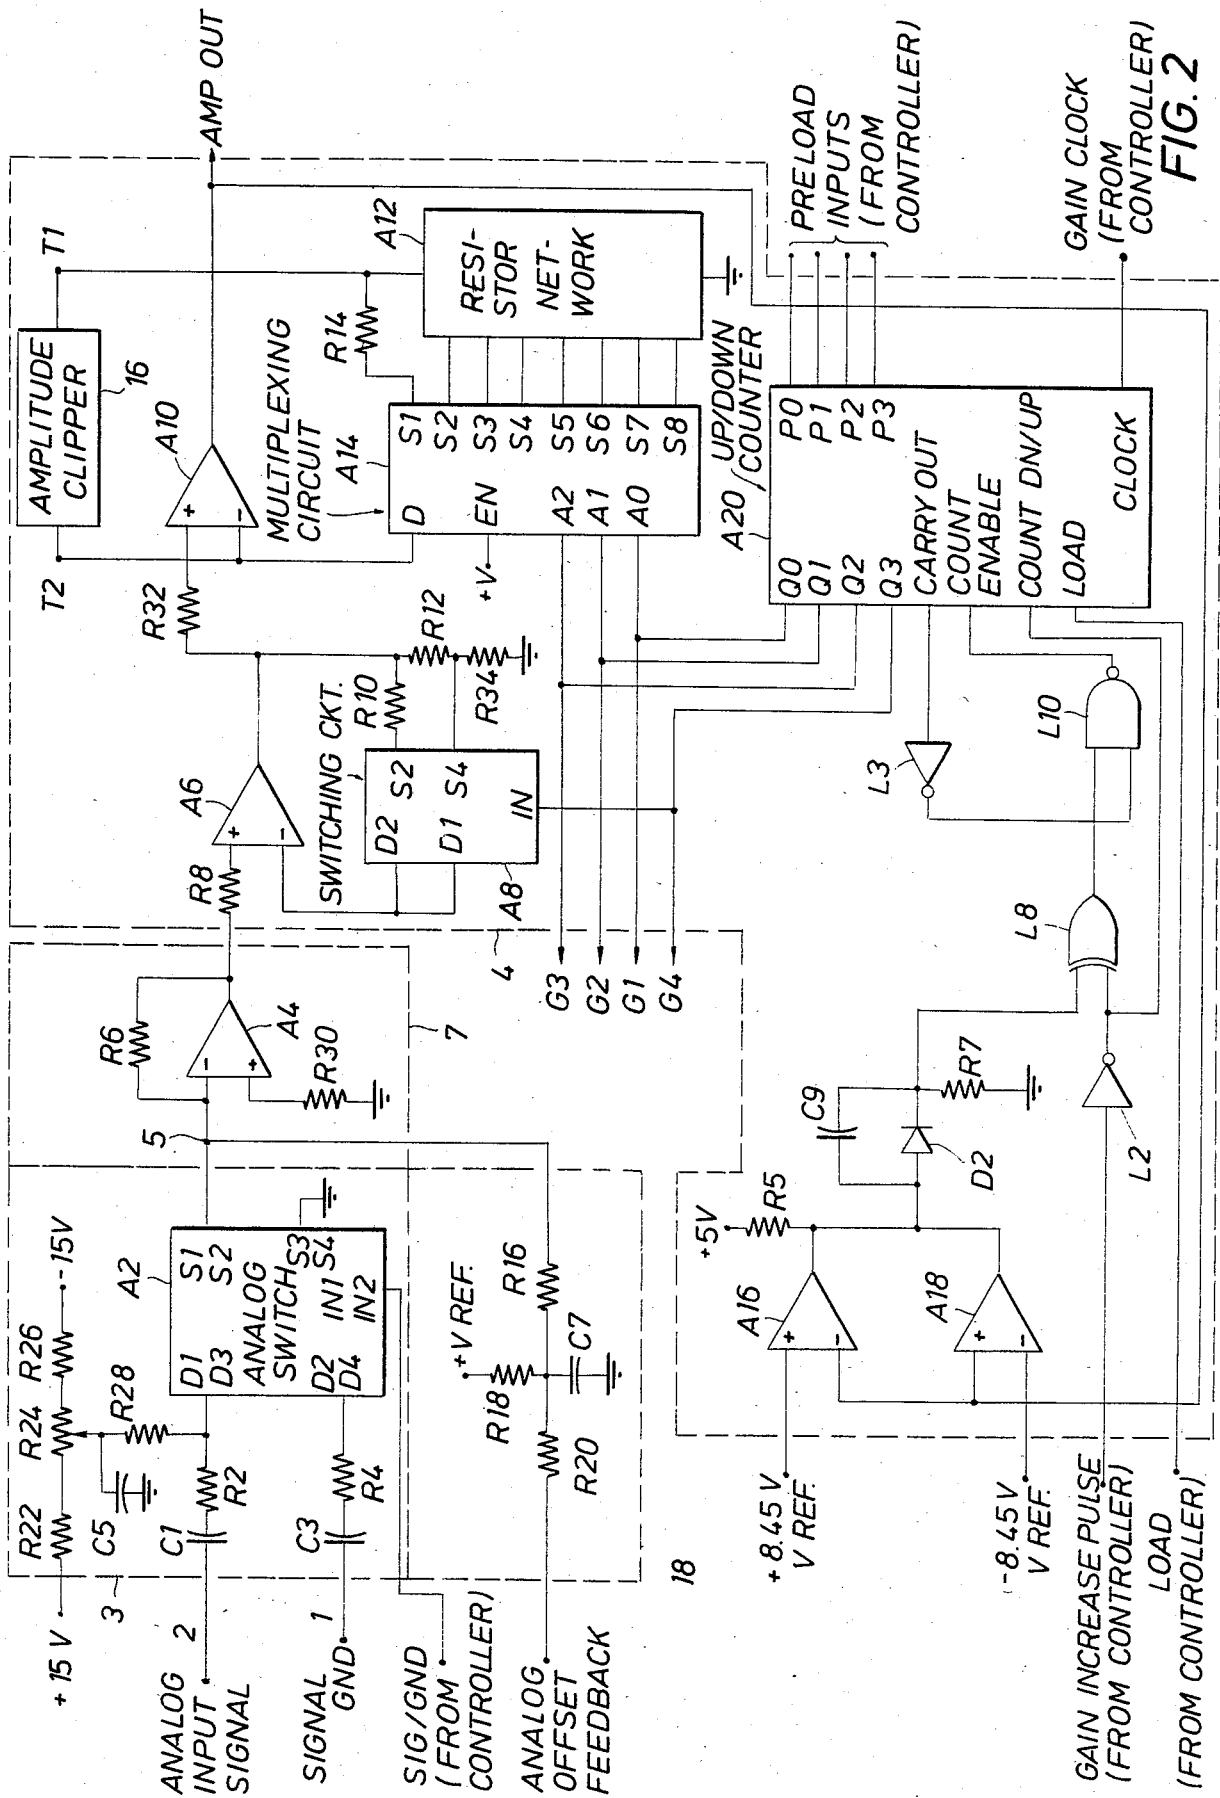 +15 V
R22
R24
R26
-15V
3
C5
R28
ANALOG
INPUT
SIGNAL
2
C1
R2
D1
D3
S1
S2
A2
ANALOG
SWITCH
S3
S4
D2
D4
IN1
IN2
SIGNAL
GND
1
C3
R4
SIG/GND
(FROM
CONTROLLER)
ANALOG
OFFSET
FEEDBACK
R20
R18
+V REF.
R16
C7
5
R6
A4
R30
7
R8
A6
+
-
-
+
SWITCHING CKT.
D2
S2
D1
S4
IN
A8
R10
R12
R34
4
R32
T2
AMPLITUDE
CLIPPER
16
T1
A10
+
-
AMP OUT
MULTIPLEXING
CIRCUIT
A14
D
EN
A2
A1
A0
S1
S2
S3
S4
S5
S6
S7
S8
+V
R14
A12
RESI-
STOR
NET-
WORK
G3
G2
G1
G4
18
+8.45 V
V REF.
-8.45V
V REF.
A16
+
-
A18
+
-
+5V
R5
C9
D2
R7
L2
L8
L3
L10
A20
UP/DOWN
COUNTER
Q0
Q1
Q2
Q3
P0
P1
P2
P3
CARRY OUT
COUNT
ENABLE
COUNT DN/UP
LOAD
CLOCK
PRELOAD
INPUTS
(FROM
CONTROLLER)
GAIN CLOCK
(FROM
CONTROLLER)
GAIN INCREASE PULSE
(FROM CONTROLLER)
LOAD
(FROM CONTROLLER)
FIG. 2